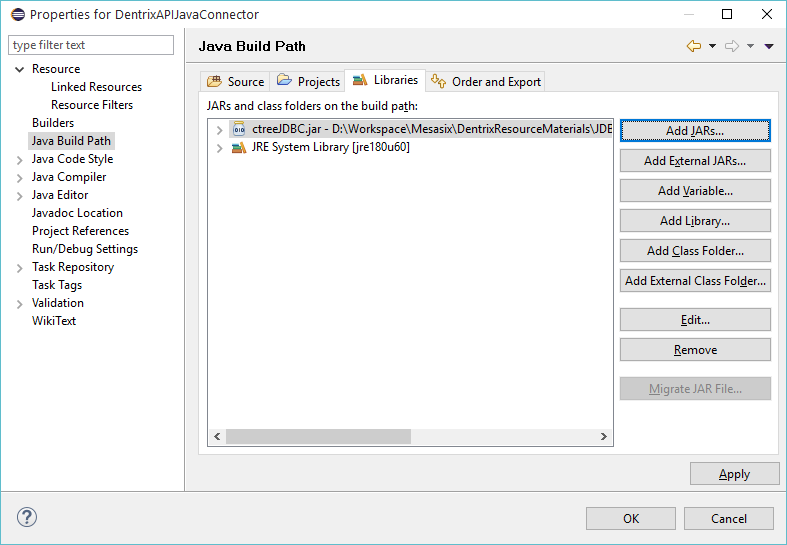 Properties for DentrixAPIJavaConnector
type filter text
Java Build Path
Resource
Linked Resources
Resource Filters
Builders
Java Build Path
Java Code Style
Java Compiler
Java Editor
Javadoc Location
Project References
Run/Debug Settings
Task Repository
Task Tags
Validation
WikiText
Source
Projects
Libraries
Order and Export
JARs and class folders on the build path:
ctreeJDBC.jar - D:\Workspace\Mesasix\DentrixResourceMaterials\JDB
JRE System Library [jre180u60]
Add JARs...
Add External JARs...
Add Variable...
Add Library...
Add Class Folder...
Add External Class Folder...
Edit...
Remove
Migrate JAR File...
Apply
OK
Cancel